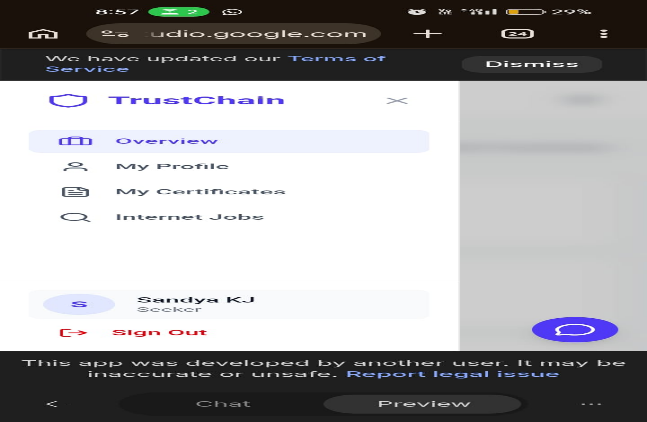 8:57 2 29%
udio.google.com 24
We have updated our Terms of
Service
Dismiss
TrustChain
Overview
My Profile
My Certificates
Internet Jobs
S
Sandya KJ
Seeker
Sign Out
This app was developed by another user. It may be
inaccurate or unsafe. Report legal issue
Chat Preview